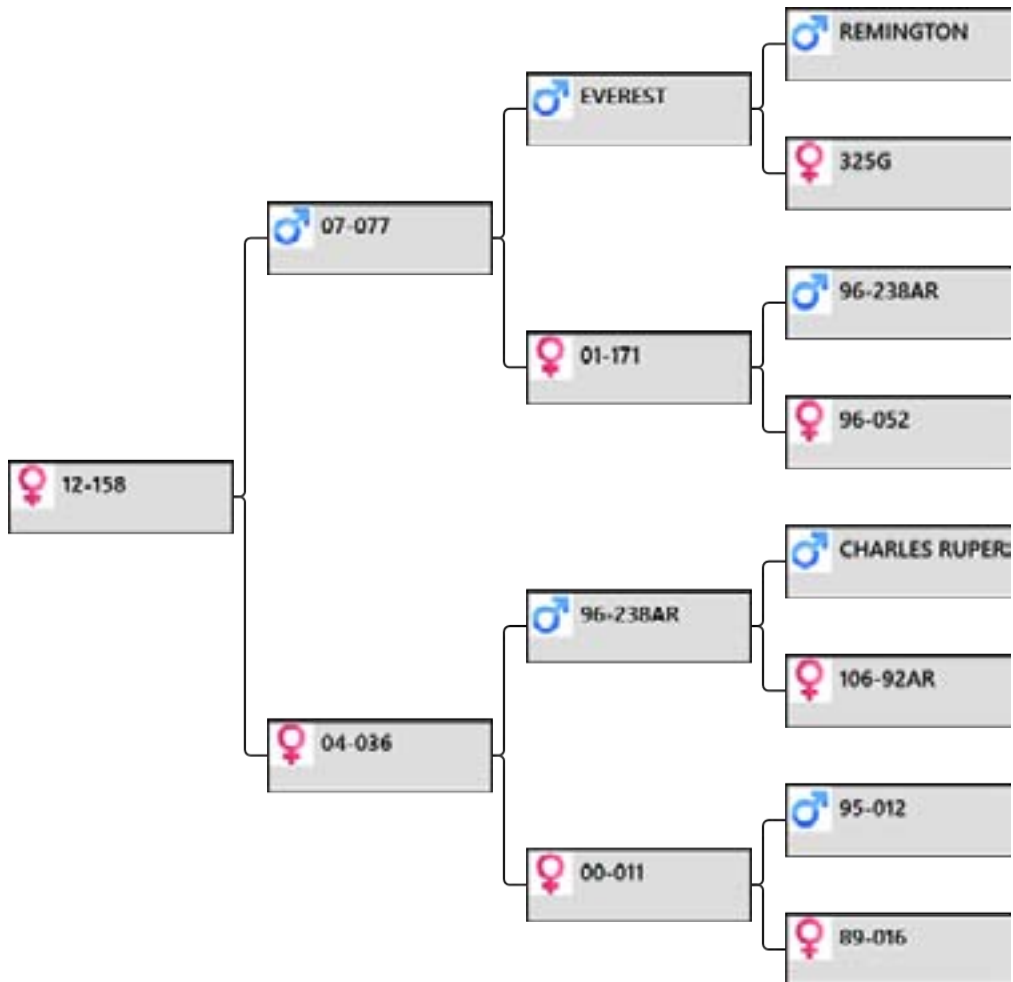 REMINGTON
EVEREST
325G
07-077
96-238AR
01-171
96-052
12-158
CHARLES RUPER
96-238AR
106-92AR
04-036
95-012
00-011
89-016